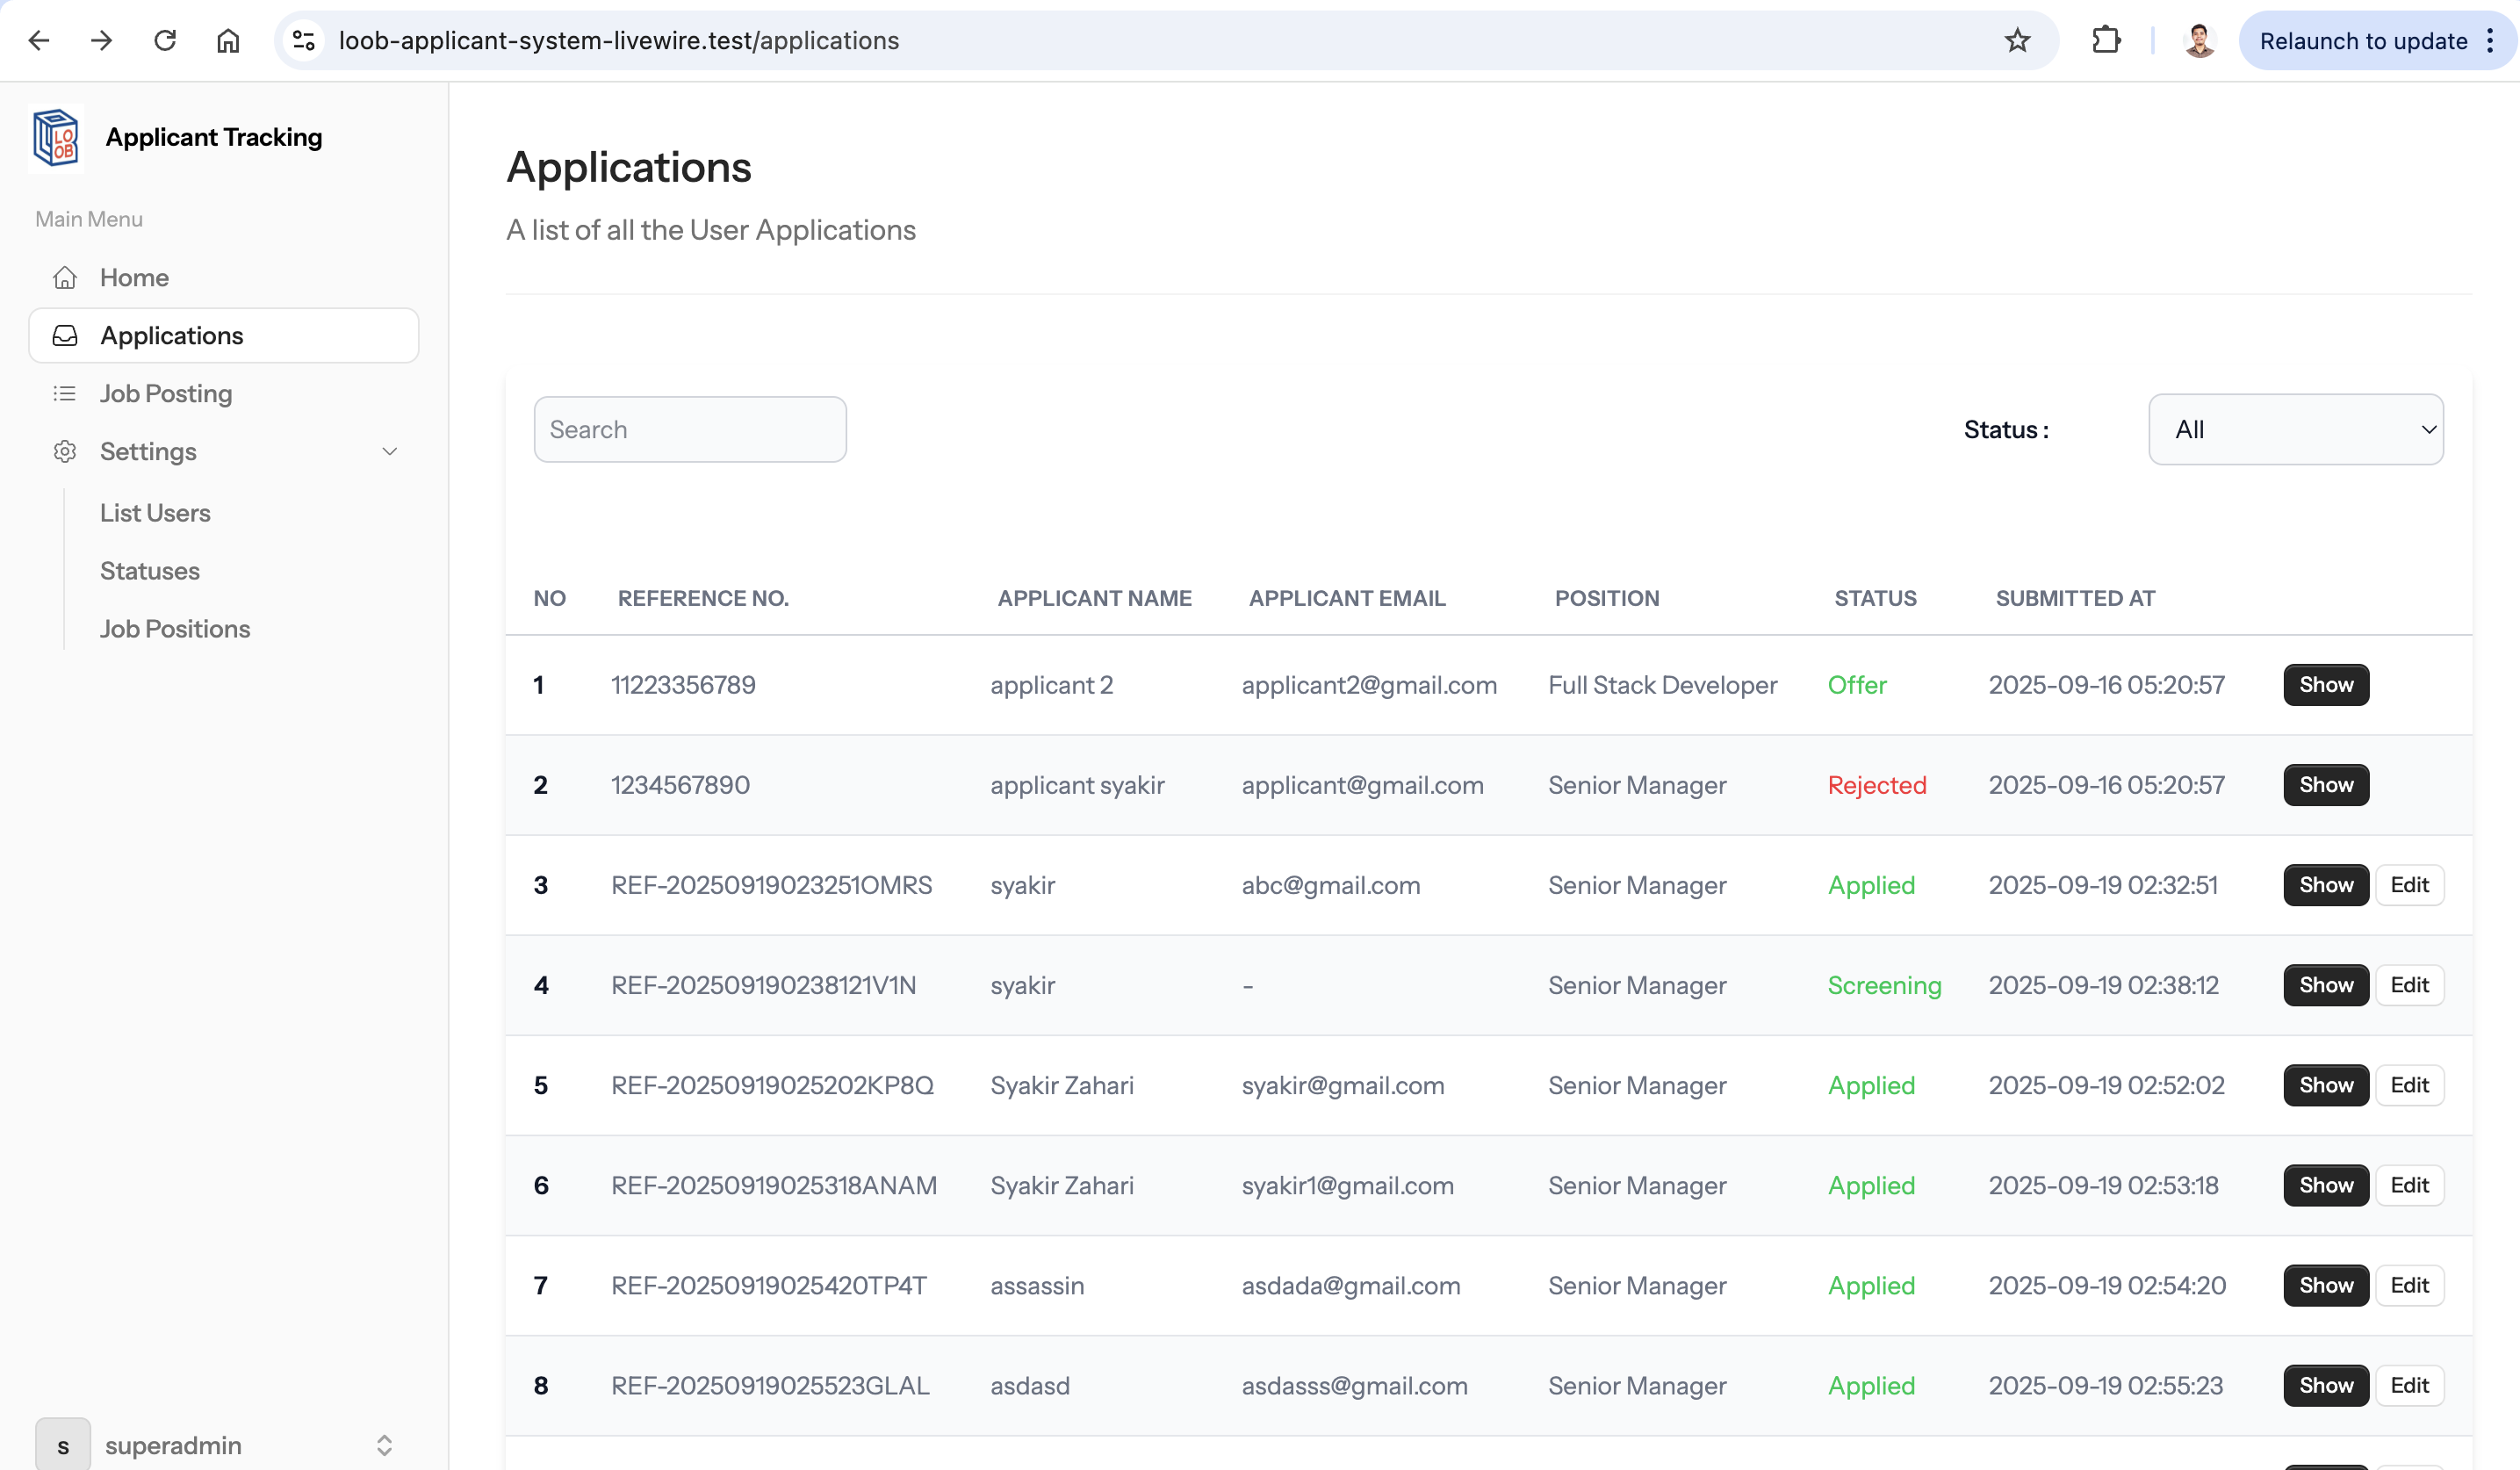 loob-applicant-system-livewire.test/applications
Relaunch to update
LO
OB
Applicant Tracking
Main Menu
Home
Applications
Job Posting
Settings
List Users
Statuses
Job Positions
s superadmin
Applications
A list of all the User Applications
Search Status : All
NO REFERENCE NO. APPLICANT NAME APPLICANT EMAIL POSITION STATUS SUBMITTED AT
1 11223356789 applicant 2 applicant2@gmail.com Full Stack Developer Offer 2025-09-16 05:20:57 Show
2 1234567890 applicant syakir applicant@gmail.com Senior Manager Rejected 2025-09-16 05:20:57 Show
3 REF-20250919023251OMRS syakir abc@gmail.com Senior Manager Applied 2025-09-19 02:32:51 Show Edit
4 REF-202509190238121V1N syakir - Senior Manager Screening 2025-09-19 02:38:12 Show Edit
5 REF-20250919025202KP8Q Syakir Zahari syakir@gmail.com Senior Manager Applied 2025-09-19 02:52:02 Show Edit
6 REF-20250919025318ANAM Syakir Zahari syakir1@gmail.com Senior Manager Applied 2025-09-19 02:53:18 Show Edit
7 REF-20250919025420TP4T assassin asdada@gmail.com Senior Manager Applied 2025-09-19 02:54:20 Show Edit
8 REF-20250919025523GLAL asdasd asdasss@gmail.com Senior Manager Applied 2025-09-19 02:55:23 Show Edit